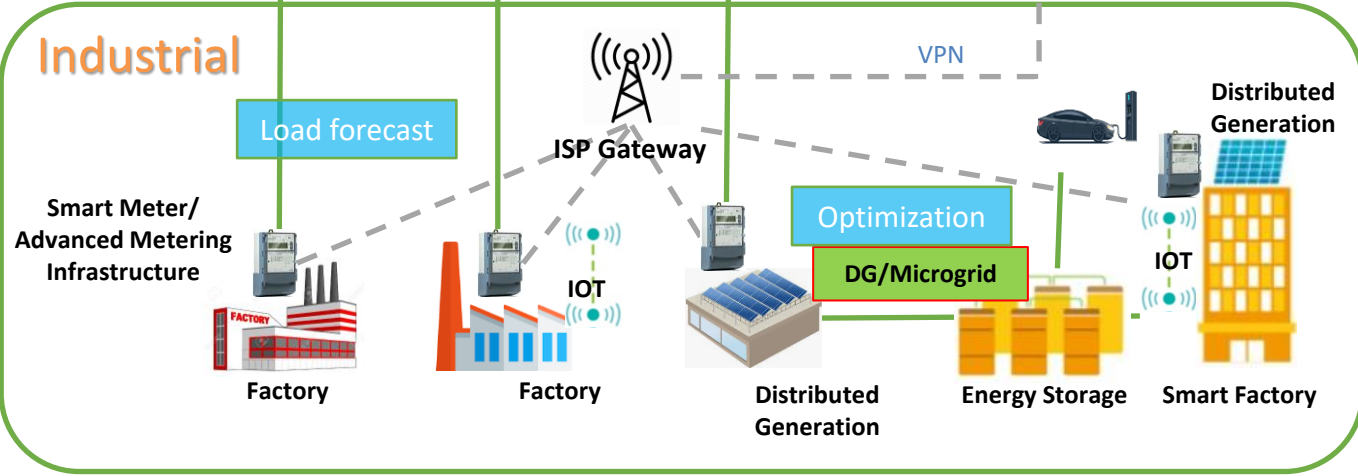 Industrial
VPN
Load forecast
ISP Gateway
Distributed
Generation
Smart Meter/
Advanced Metering
Infrastructure
Optimization
DG/Microgrid
IOT
IOT
FACTORY
Factory
Factory
Distributed
Generation
Energy Storage
Smart Factory